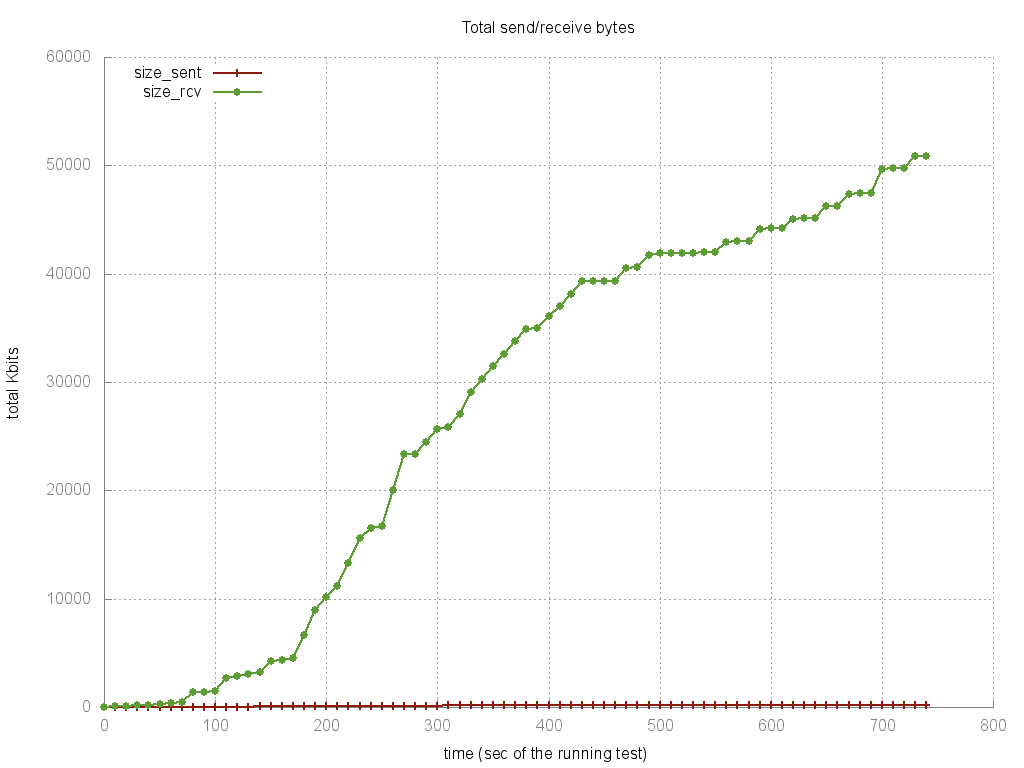 Total send/receive bytes
size_sent
size_rcv
60000
50000
40000
30000
20000
10000
0
total Kbits
0 100 200 300 400 500 600 700 800
time (sec of the running test)